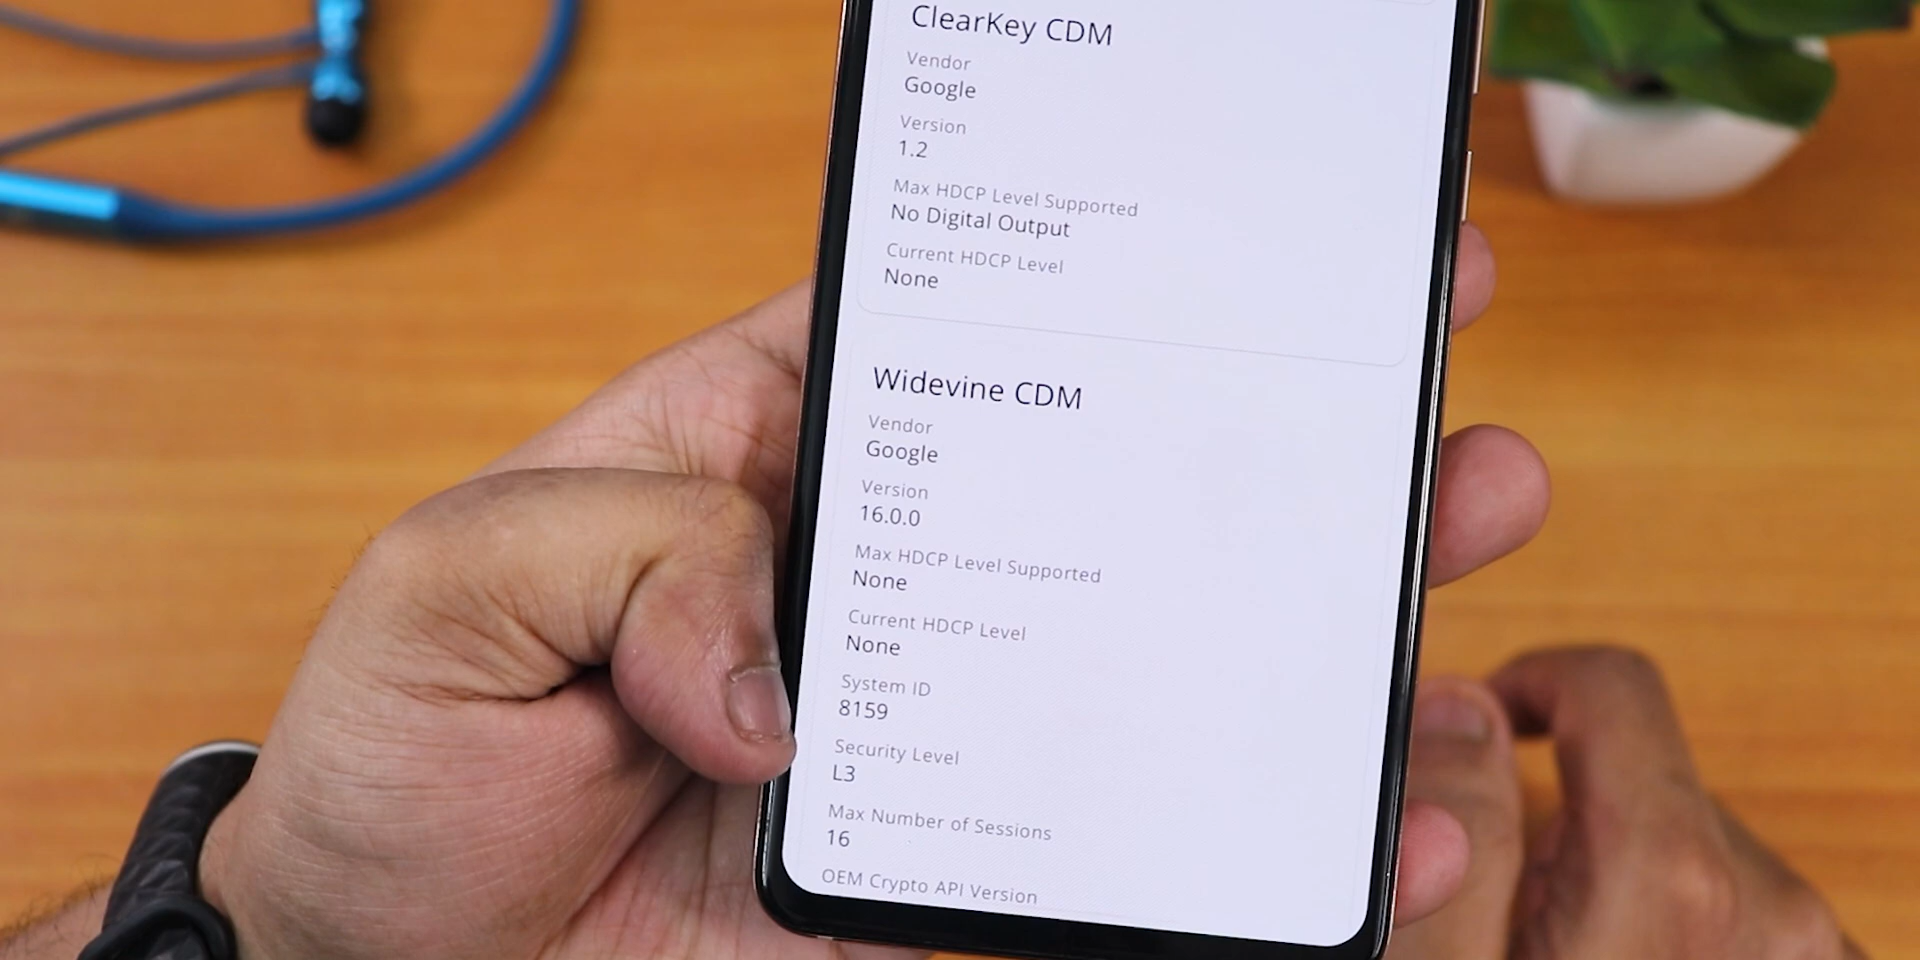 ClearKey CDM
Vendor
Google
Version
1.2
Max HDCP Level Supported
No Digital Output
Current HDCP Level
None
Widevine CDM
Vendor
Google
Version
16.0.0
Max HDCP Level Supported
None
Current HDCP Level
None
System ID
8159
Security Level
L3
Max Number of Sessions
16
OEM Crypto API Version